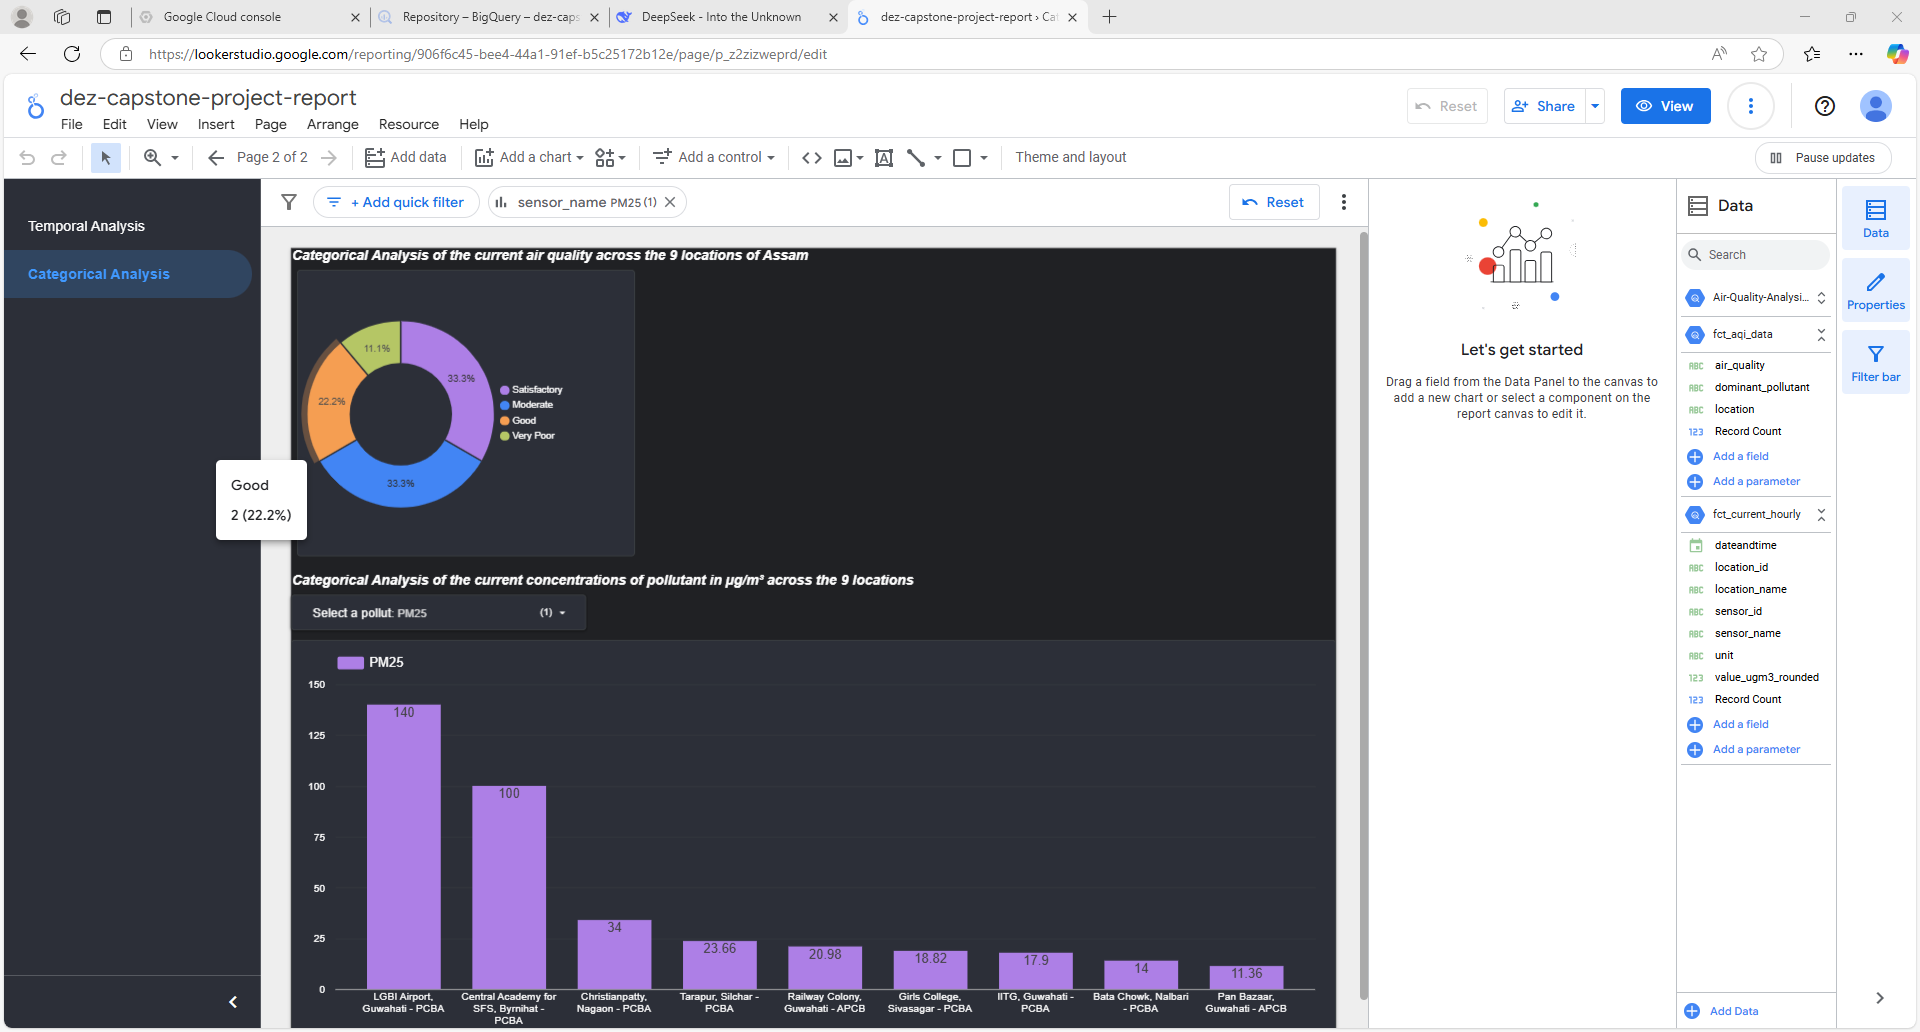 Google Cloud console
Repository – BigQuery – dez-caps
DeepSeek - Into the Unknown
dez-capstone-project-report › Ca
https://lookerstudio.google.com/reporting/906f6c45-bee4-44a1-91ef-b5c25172b12e/page/p_z2zizweprd/edit
dez-capstone-project-report
File Edit View Insert Page Arrange Resource Help
Reset
Share
View
Page 2 of 2
Add data
Add a chart
Add a control
Theme and layout
Pause updates
Temporal Analysis
Categorical Analysis
+ Add quick filter
sensor_name PM25 (1)
Reset
Categorical Analysis of the current air quality across the 9 locations of Assam
11.1%
33.3%
22.2%
33.3%
Satisfactory
Moderate
Good
Very Poor
Good
2 (22.2%)
Categorical Analysis of the current concentrations of pollutant in µg/m³ across the 9 locations
Select a pollut: PM25 (1)
PM25
150
125
100
75
50
25
0
140
100
34
23.66
20.98
18.82
17.9
14
11.36
LGBI Airport, Guwahati - PCBA
Central Academy for SFS, Byrnihat - PCBA
Christianpatty, Nagaon - PCBA
Tarapur, Silchar - PCBA
Railway Colony, Guwahati - APCB
Girls College, Sivasagar - PCBA
IITG, Guwahati - PCBA
Bata Chowk, Nalbari - PCBA
Pan Bazaar, Guwahati - APCB
Let's get started
Drag a field from the Data Panel to the canvas to
add a new chart or select a component on the
report canvas to edit it.
Data
Search
Air-Quality-Analysi...
fct_aqi_data
ABC air_quality
ABC dominant_pollutant
ABC location
123 Record Count
Add a field
Add a parameter
fct_current_hourly
dateandtime
ABC location_id
ABC location_name
ABC sensor_id
ABC sensor_name
ABC unit
123 value_ugm3_rounded
123 Record Count
Add a field
Add a parameter
Add Data
Data
Properties
Filter bar